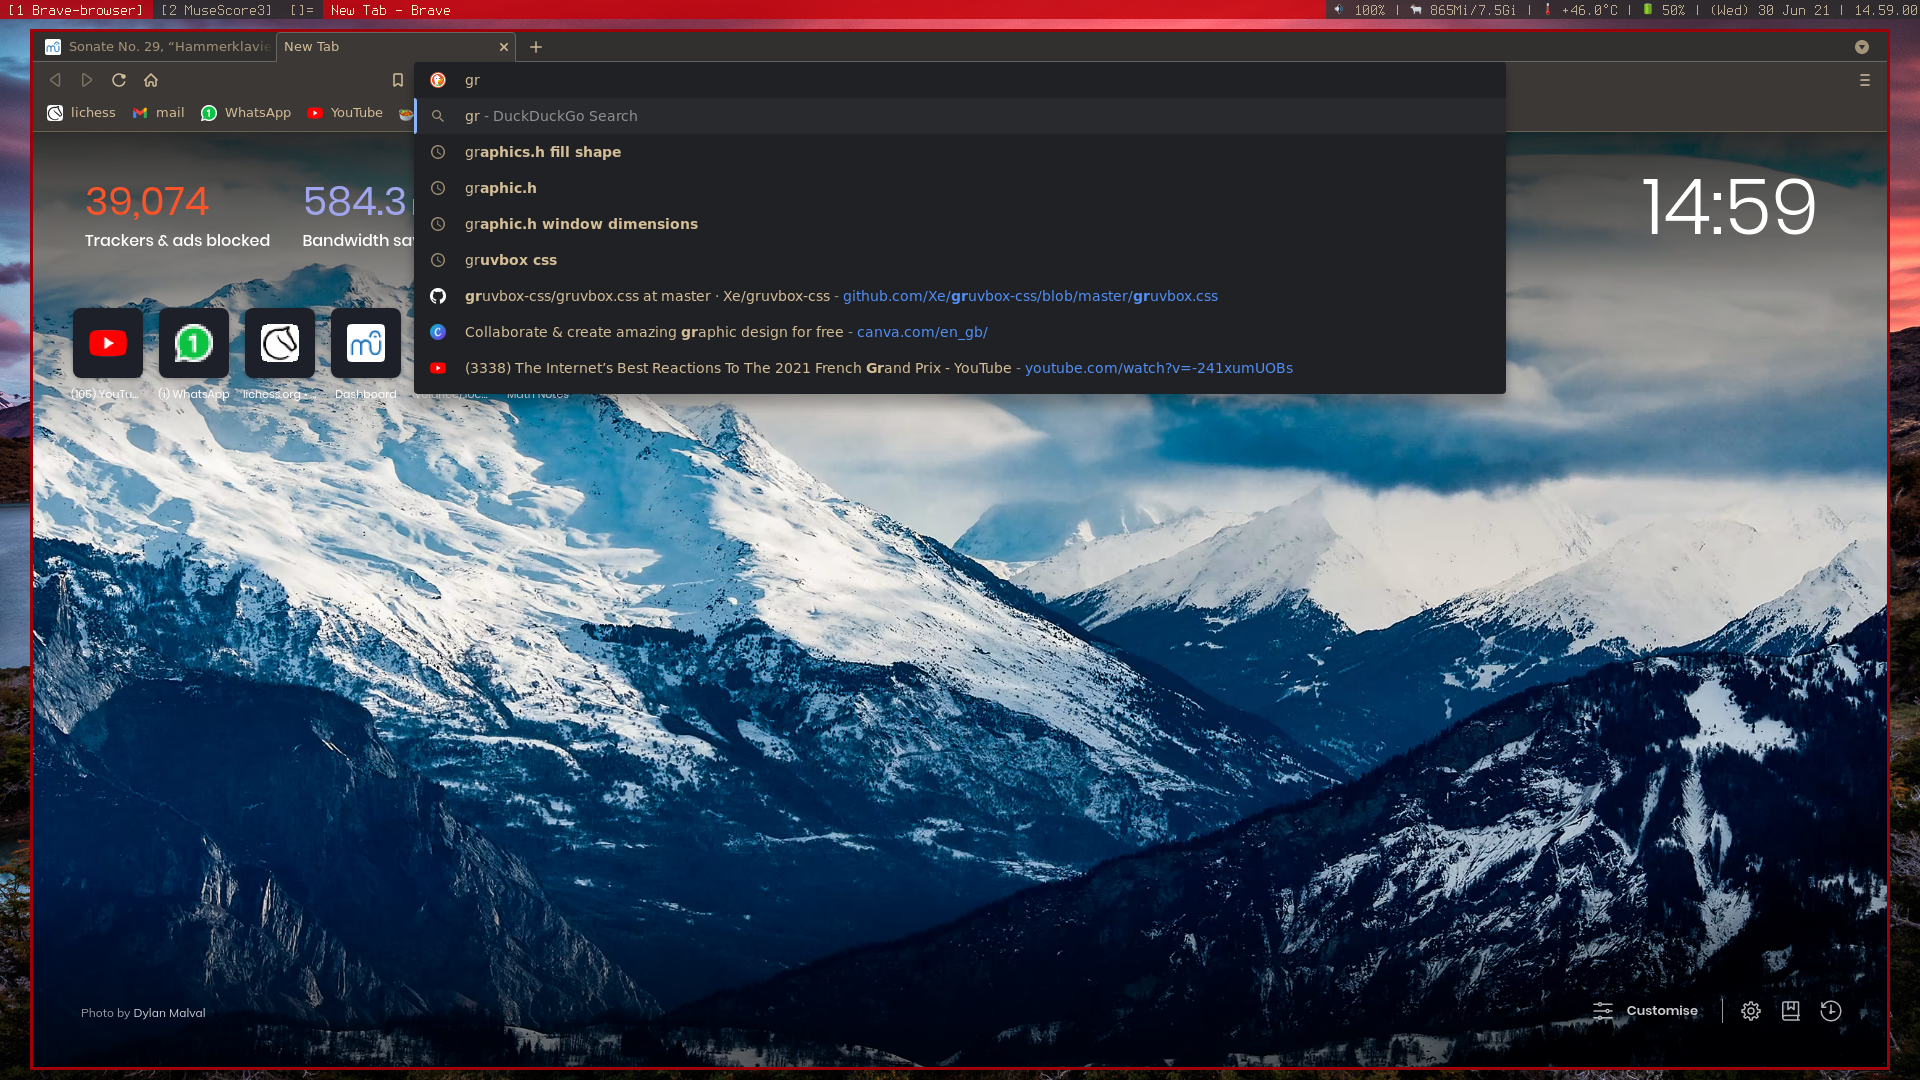 [1 Brave-browser] [2 MuseScore3] []= New Tab - Brave 100% | 865Mi/7.5Gi | +46.0°C | 50% | (Wed) 30 Jun 21 | 14.59.00
Sonate No. 29, “Hammerklavie New Tab
gr
lichess mail WhatsApp YouTube
gr - DuckDuckGo Search
graphics.h fill shape
graphic.h
graphic.h window dimensions
gruvbox css
gruvbox-css/gruvbox.css at master · Xe/gruvbox-css - github.com/Xe/gruvbox-css/blob/master/gruvbox.css
Collaborate & create amazing graphic design for free - canva.com/en_gb/
(3338) The Internet’s Best Reactions To The 2021 French Grand Prix - YouTube - youtube.com/watch?v=-241xumUOBs
39,074 584.3
Trackers & ads blocked Bandwidth sa
14:59
(105) YouTu... (1) WhatsApp lichess.org • ... Dashboard Math Notes
Photo by Dylan Malval
Customise